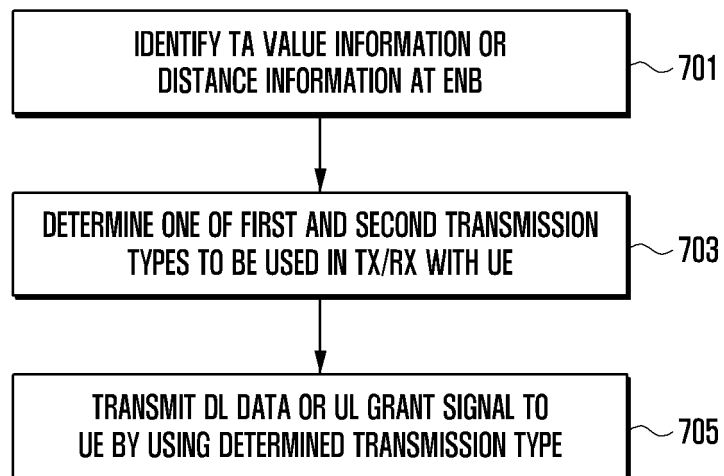 IDENTIFY TA VALUE INFORMATION OR
DISTANCE INFORMATION AT ENB
701
DETERMINE ONE OF FIRST AND SECOND TRANSMISSION
TYPES TO BE USED IN TX/RX WITH UE
703
TRANSMIT DL DATA OR UL GRANT SIGNAL TO
UE BY USING DETERMINED TRANSMISSION TYPE
705